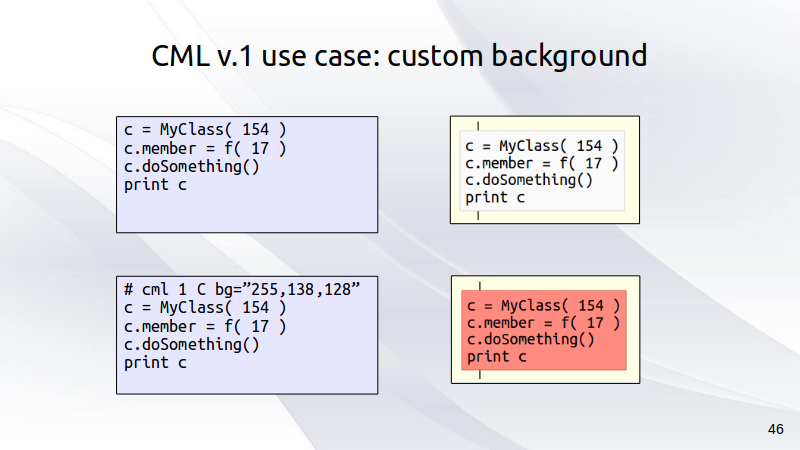 CML v.1 use case: custom background
c = MyClass( 154 )
c.member = f( 17 )
c.doSomething()
print c
c = MyClass( 154 )
c.member = f( 17 )
c.doSomething()
print c
# cml 1 C bg=”255,138,128”
c = MyClass( 154 )
c.member = f( 17 )
c.doSomething()
print c
c = MyClass( 154 )
c.member = f( 17 )
c.doSomething()
print c
46